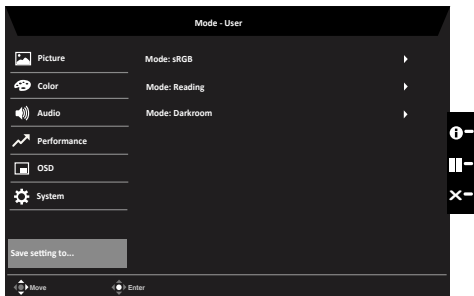 Mode - User
Picture
Color
Audio
Performance
OSD
System
Save setting to...
Mode: sRGB
Mode: Reading
Mode: Darkroom
Move Enter